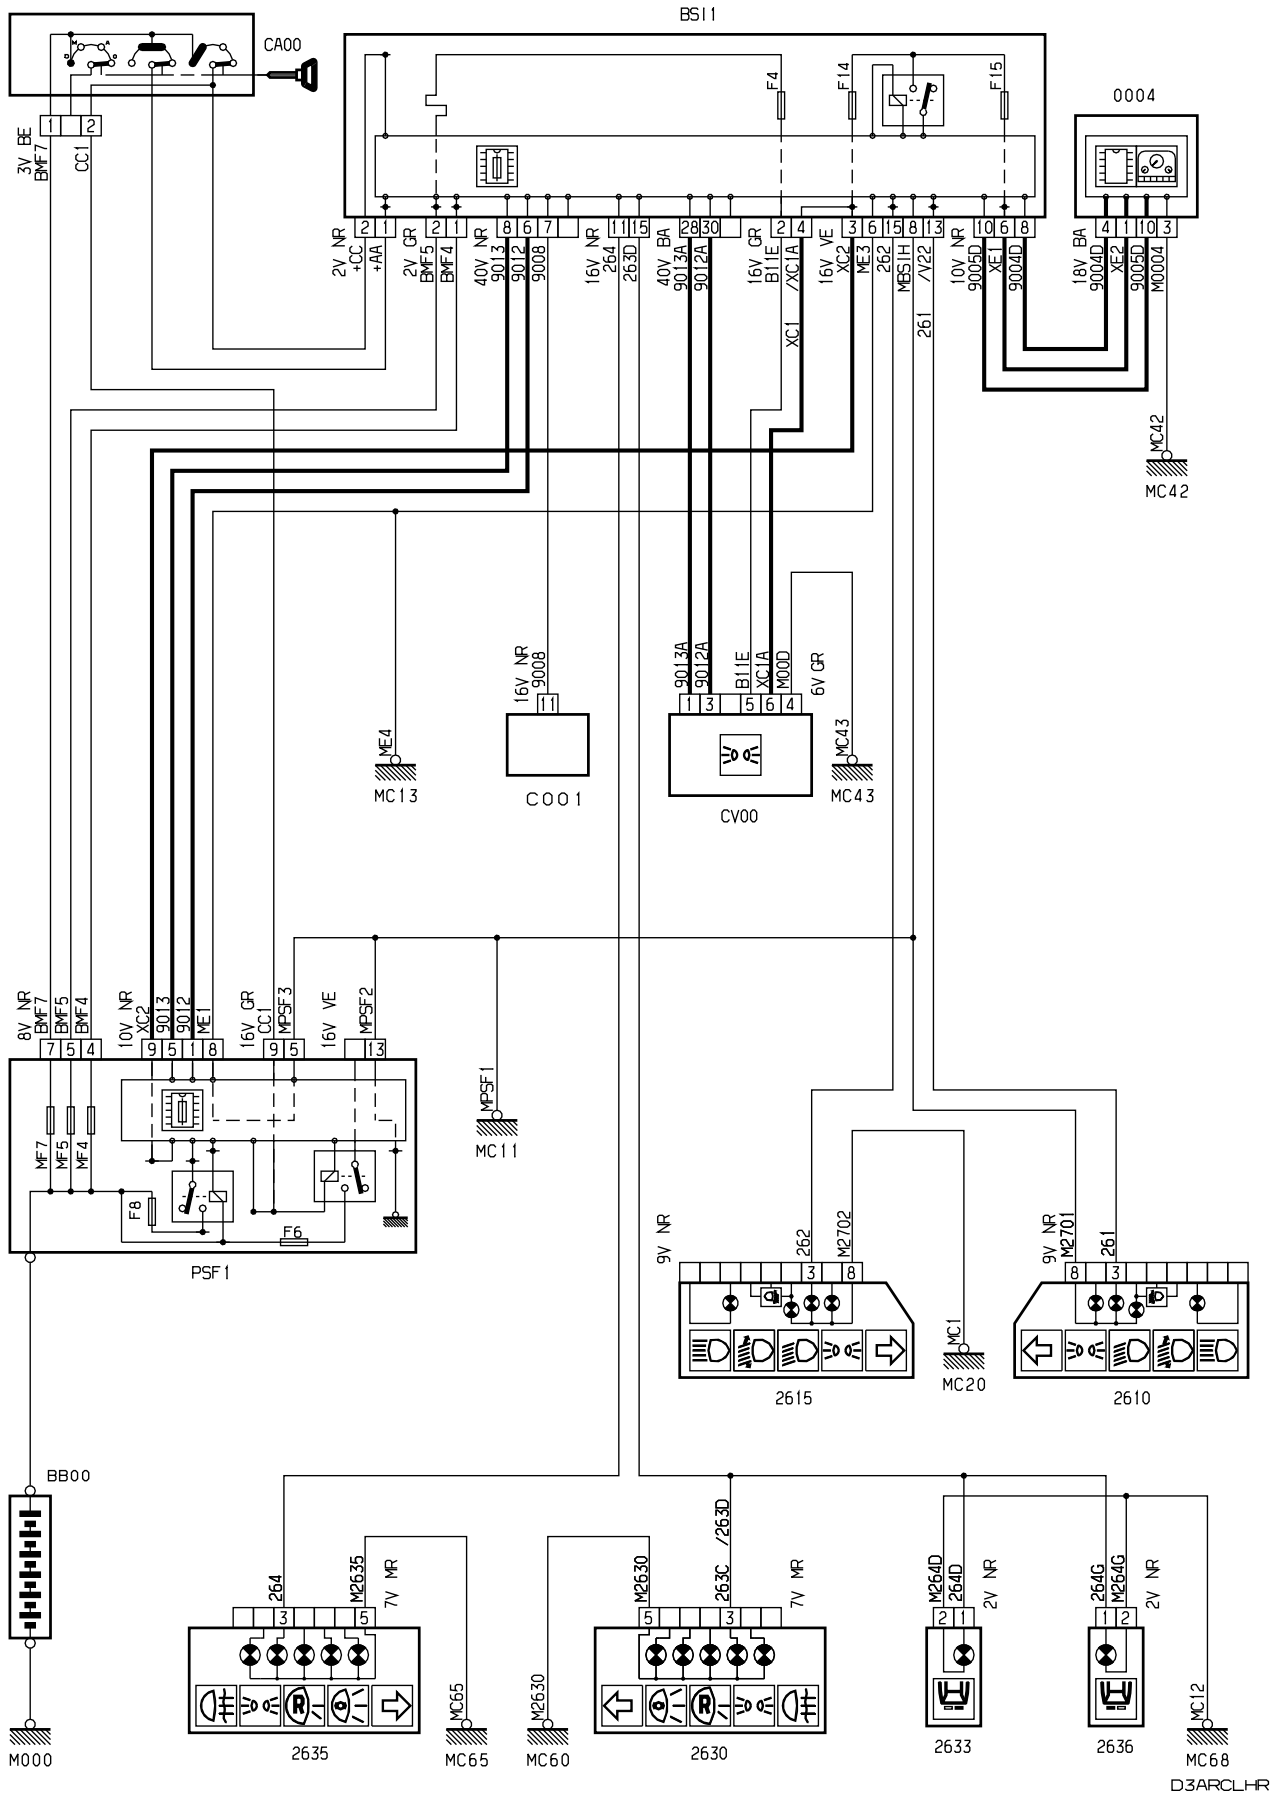 BSI1
CA00
M
A
D
O
1
2
3V BE
BMF7
CC1
F4
F14
F15
0004
2
1
2
1
8
6
7
11
15
28
30
2
4
3
6
15
8
13
10
6
8
4
1
10
3
2V NR
+CC
+AA
2V GR
BMF5
BMF4
40V NR
9013
9012
9008
16V NR
264
263D
40V BA
9013A
9012A
16V GR
B11E
/XC1A
XC1
16V VE
XC2
ME3
262
MBSIH
/V22
261
10V NR
9005D
XE1
9004D
18V BA
9004D
XE2
9005D
M0004
MC42
MC42
16V NR
9008
11
C001
9013A
9012A
B11E
XC1A
M00D
6V GR
1
3
5
6
4
CV00
ME4
MC13
MC43
MC43
8V NR
BMF7
BMF5
BMF4
10V NR
XC2
9013
9012
ME1
16V GR
CC1
MPSF3
16V VE
MPSF2
7
5
4
9
5
1
8
9
5
13
MF7
MF5
MF4
F8
F6
PSF1
MPSF1
MC11
9V NR
262
M2702
3
8
2615
MC1
MC20
9V NR
M2701
261
8
3
2610
BB00
M000
264
M2635
7V MR
3
5
R
2635
MC65
MC65
M2630
MC60
M2630
263C /263D
7V MR
5
3
R
2630
M264D
264D
2V NR
2
1
2633
264G
M264G
2V NR
1
2
2636
MC12
MC68
D3ARCLHR